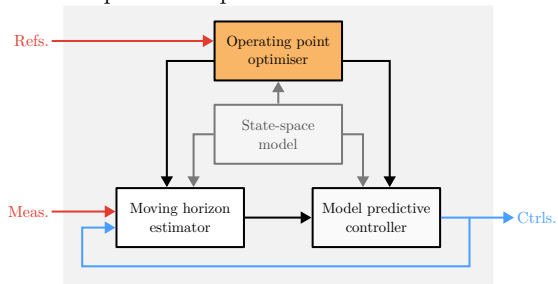 Refs.
Operating point
optimiser
State-space
model
Meas.
Moving horizon
estimator
Model predictive
controller
Ctrls.